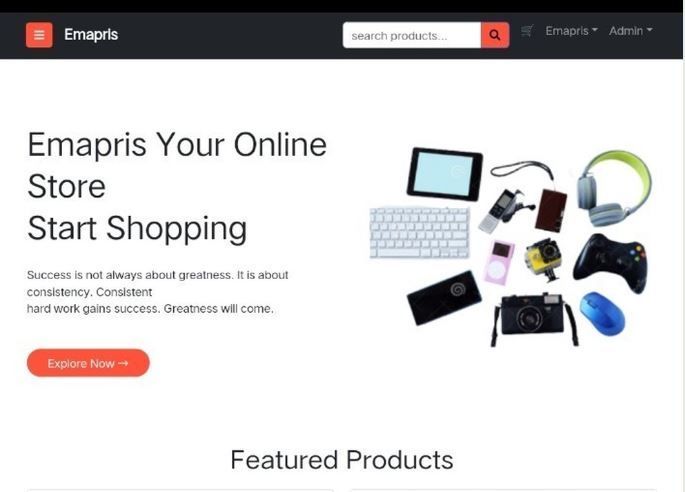 Emapris
search products...
Emapris
Admin
Emapris Your Online
Store
Start Shopping
Success is not always about greatness. It is about
consistency. Consistent
hard work gains success. Greatness will come.
Explore Now →
Featured Products